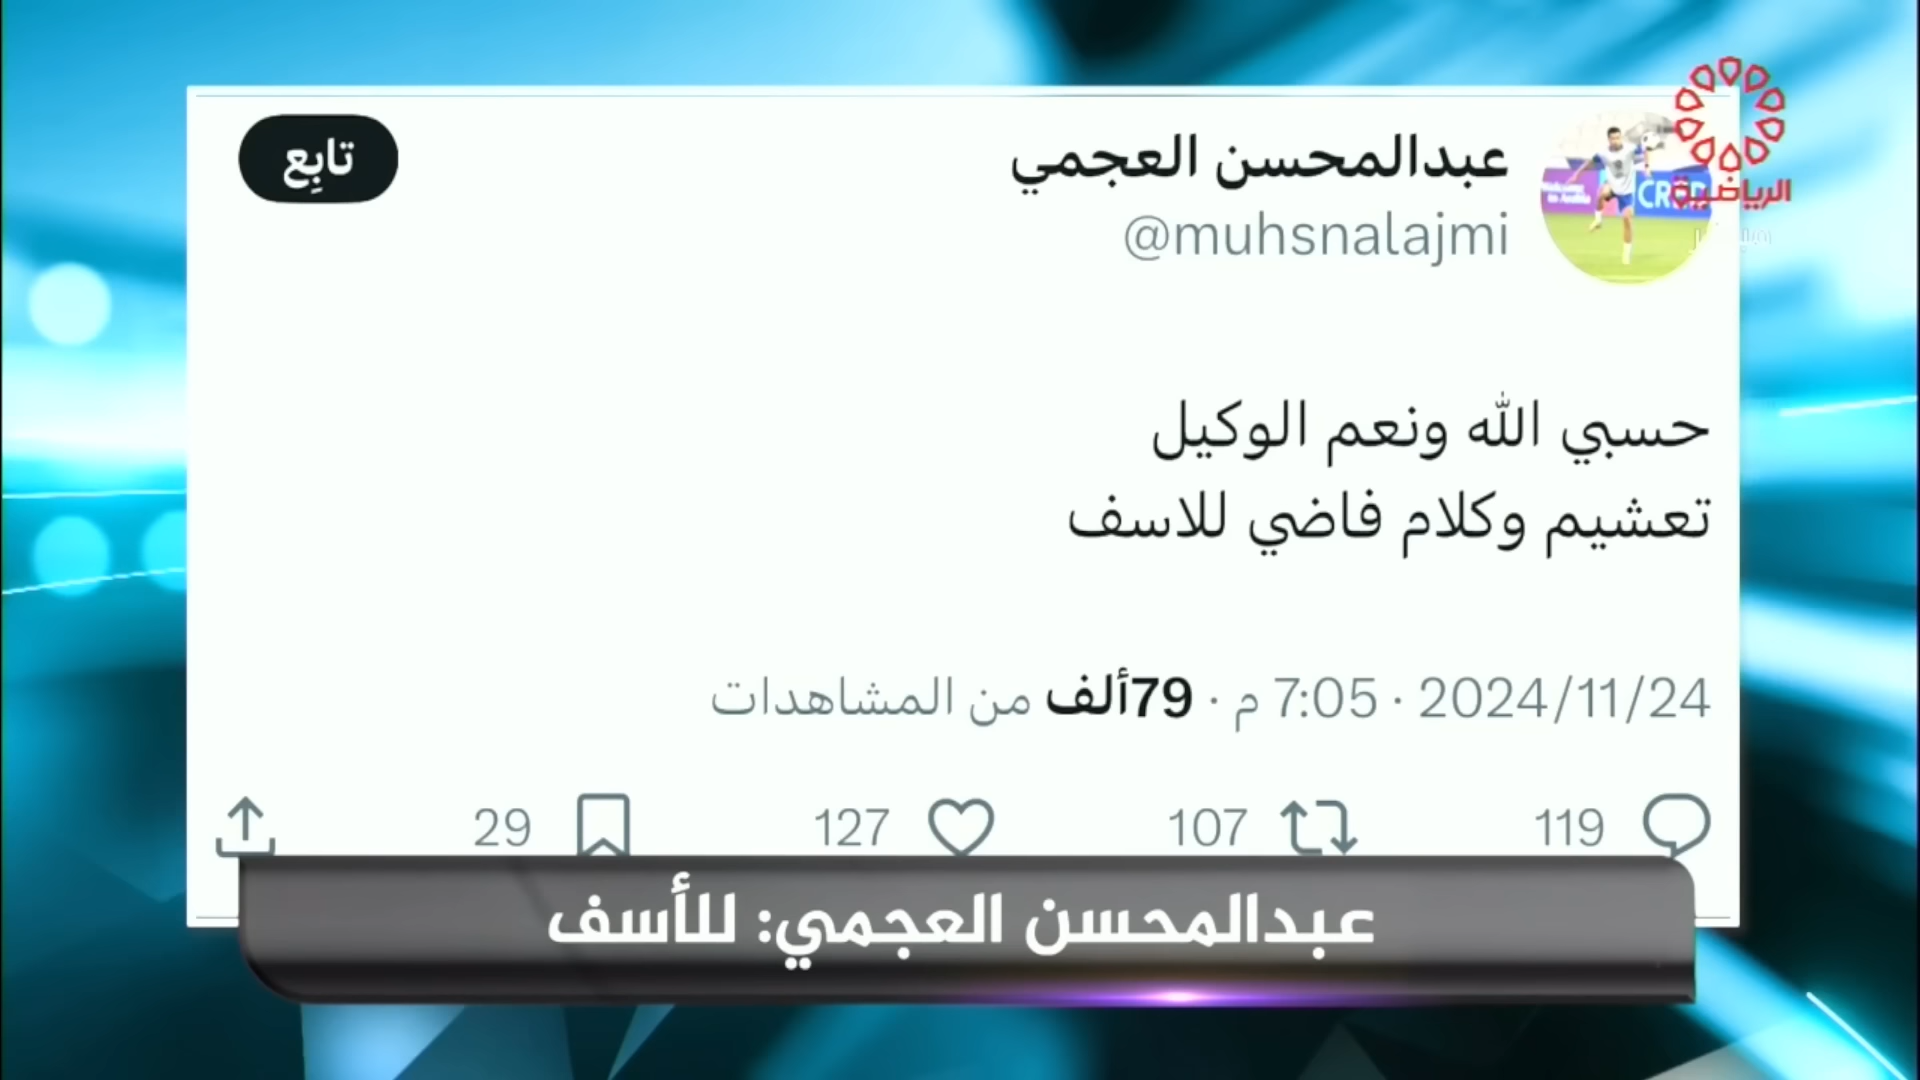 الرياضية
تابِع
عبدالمحسن العجمي
@muhsnalajmi
حسبي الله ونعم الوكيل
تعشيم وكلام فاضي للاسف
2024/11/24 · 7:05 م · 79ألف من المشاهدات
119 107 127 29
عبدالمحسن العجمي: للأسف